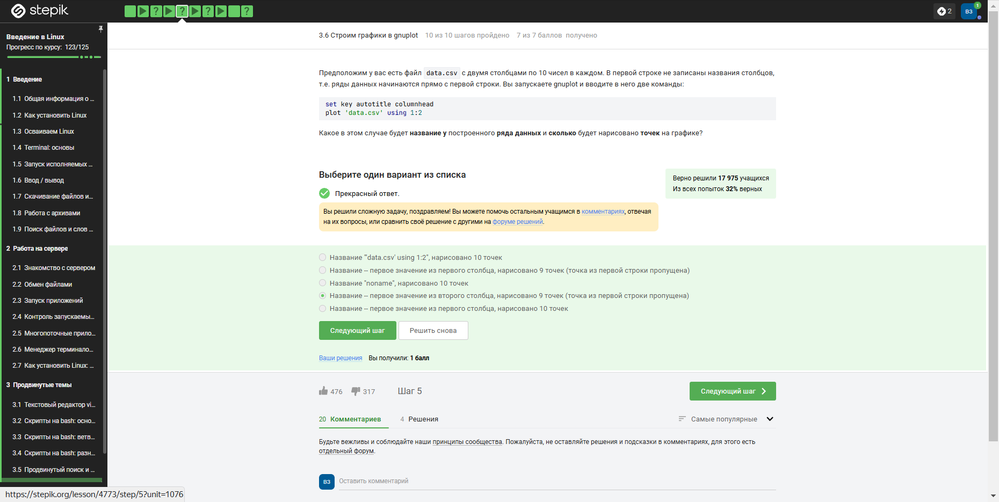 stepik
? ? ? ?
2
ВЗ
1
Введение в Linux
Прогресс по курсу: 123/125
1 Введение
1.1 Общая информация о ...
1.2 Как установить Linux
1.3 Осваиваем Linux
1.4 Terminal: основы
1.5 Запуск исполняемых ...
1.6 Ввод / вывод
1.7 Скачивание файлов и...
1.8 Работа с архивами
1.9 Поиск файлов и слов ...
2 Работа на сервере
2.1 Знакомство с сервером
2.2 Обмен файлами
2.3 Запуск приложений
2.4 Контроль запускаемы...
2.5 Многопоточные прило...
2.6 Менеджер терминало...
2.7 Как установить Linux: ...
3 Продвинутые темы
3.1 Текстовый редактор vi...
3.2 Скрипты на bash: осно...
3.3 Скрипты на bash: ветв...
3.4 Скрипты на bash: разн...
3.5 Продвинутый поиск и ...
https://stepik.org/lesson/4773/step/5?unit=1076
3.6 Строим графики в gnuplot 10 из 10 шагов пройдено 7 из 7 баллов получено
Предположим у вас есть файл data.csv с двумя столбцами по 10 чисел в каждом. В первой строке не записаны названия столбцов,
т.е. ряды данных начинаются прямо с первой строки. Вы запускаете gnuplot и вводите в него две команды:
set key autotitle columnhead
plot 'data.csv' using 1:2
Какое в этом случае будет название у построенного ряда данных и сколько будет нарисовано точек на графике?
Выберите один вариант из списка
Верно решили 17 975 учащихся
Из всех попыток 32% верных
Прекрасный ответ.
Вы решили сложную задачу, поздравляем! Вы можете помочь остальным учащимся в комментариях, отвечая
на их вопросы, или сравнить своё решение с другими на форуме решений.
Название "'data.csv' using 1:2", нарисовано 10 точек
Название -- первое значение из первого столбца, нарисовано 9 точек (точка из первой строки пропущена)
Название "noname", нарисовано 10 точек
Название -- первое значение из второго столбца, нарисовано 9 точек (точка из первой строки пропущена)
Название -- первое значение из первого столбца, нарисовано 10 точек
Следующий шаг Решить снова
Ваши решения Вы получили: 1 балл
476 317 Шаг 5 Следующий шаг
20 Комментариев 4 Решения Самые популярные
Будьте вежливы и соблюдайте наши принципы сообщества. Пожалуйста, не оставляйте решения и подсказки в комментариях, для этого есть
отдельный форум.
ВЗ Оставить комментарий